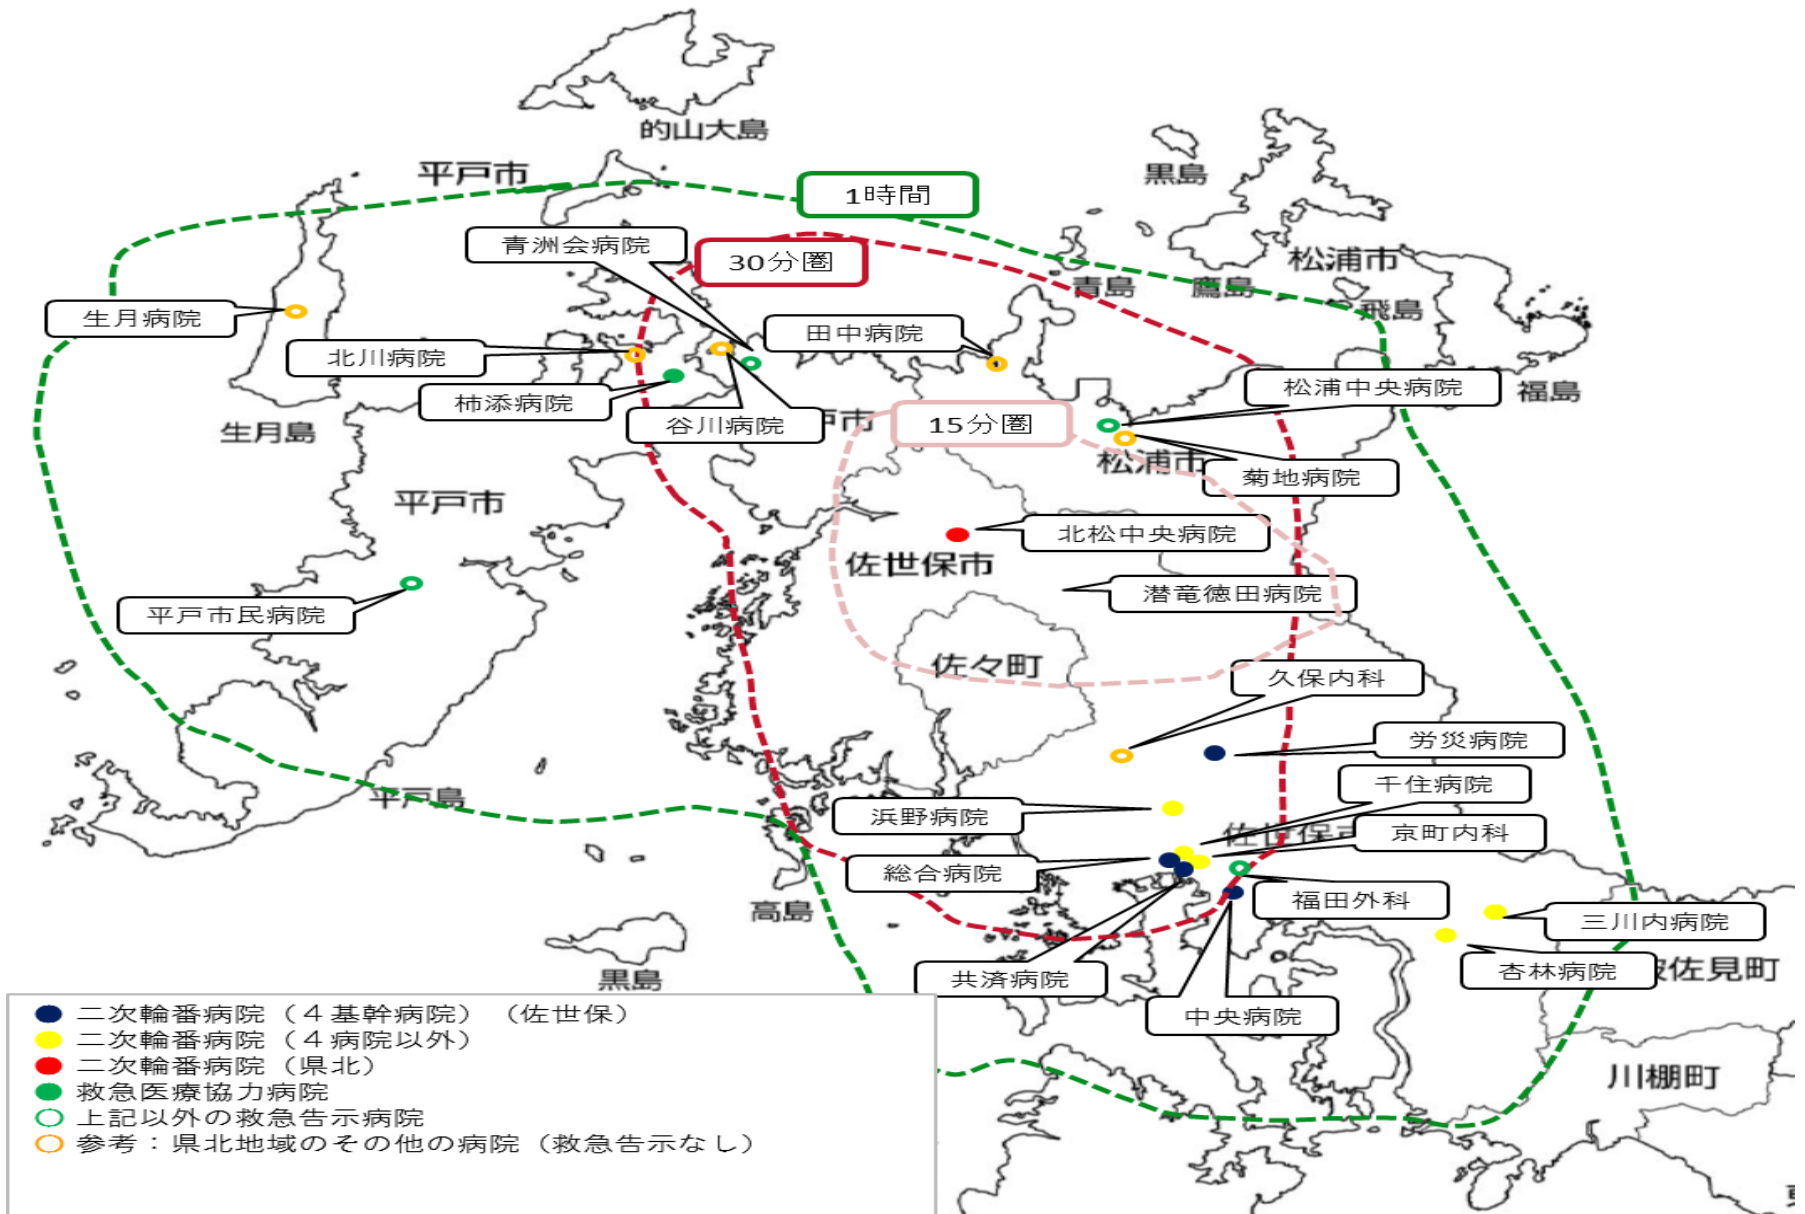 的山大島
平戸市
黒島
1時間
青洲会病院
30分圏
松浦市
青島
鷹島
飛島
生月病院
田中病院
北川病院
松浦中央病院
福島
柿添病院
谷川病院
戸市
15分圏
生月島
松浦市
菊地病院
平戸市
北松中央病院
佐世保市
潜竜徳田病院
平戸市民病院
佐々町
久保内科
労災病院
千住病院
平戸島
浜野病院
佐世保市
京町内科
総合病院
福田外科
高島
三川内病院
共済病院
杏林病院
波佐見町
黒島
中央病院
川棚町
二次輪番病院（４基幹病院）（佐世保）
二次輪番病院（４病院以外）
二次輪番病院（県北）
救急医療協力病院
上記以外の救急告示病院
参考：県北地域のその他の病院（救急告示なし）